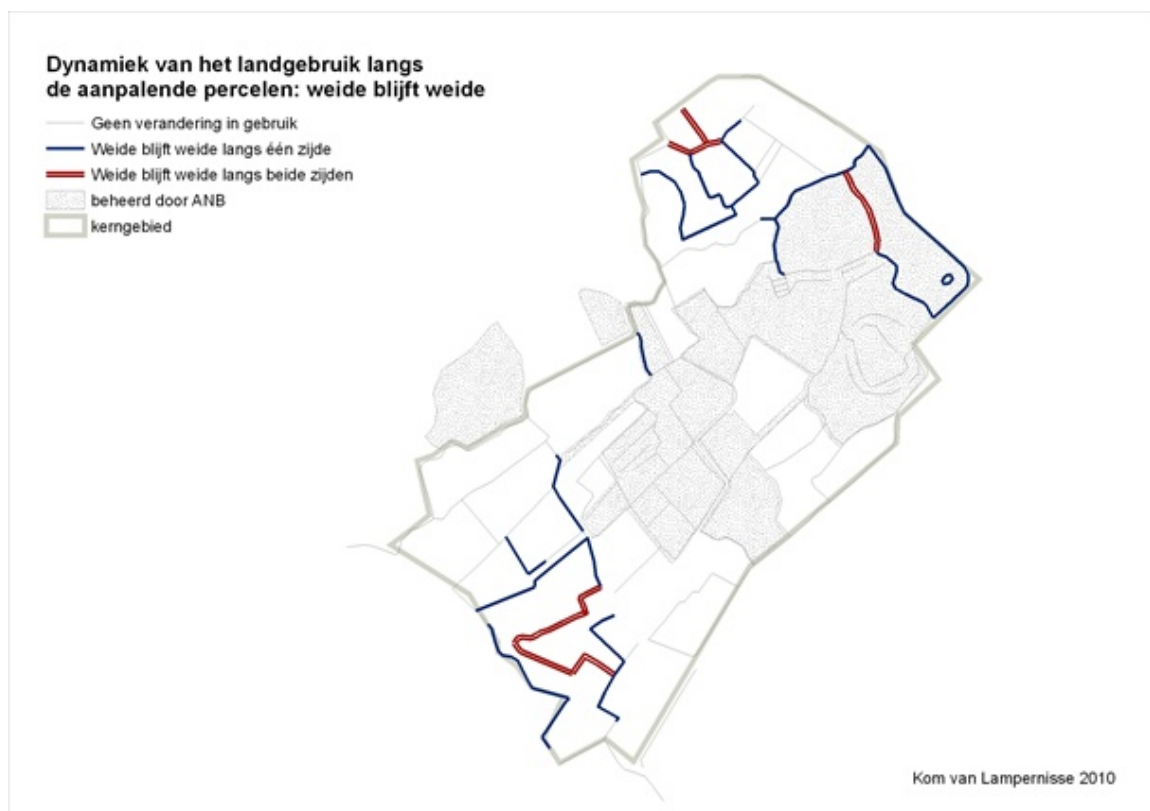 Dynamiek van het landgebruik langs
de aanpalende percelen: weide blijft weide
Geen verandering in gebruik
Weide blijft weide langs één zijde
Weide blijft weide langs beide zijden
beheerd door ANB
kerngebied
Kom van Lampernisse 2010